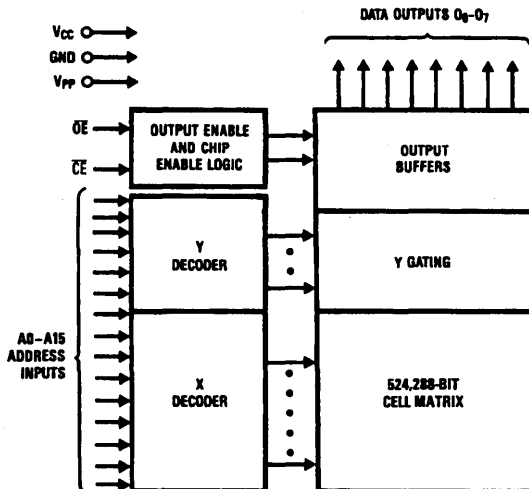 DATA OUTPUTS O0-O7
VCC
GND
VPP
OE
CE
OUTPUT ENABLE
AND CHIP
ENABLE LOGIC
OUTPUT
BUFFERS
Y
DECODER
Y GATING
A0-A15
ADDRESS
INPUTS
X
DECODER
524,288-BIT
CELL MATRIX